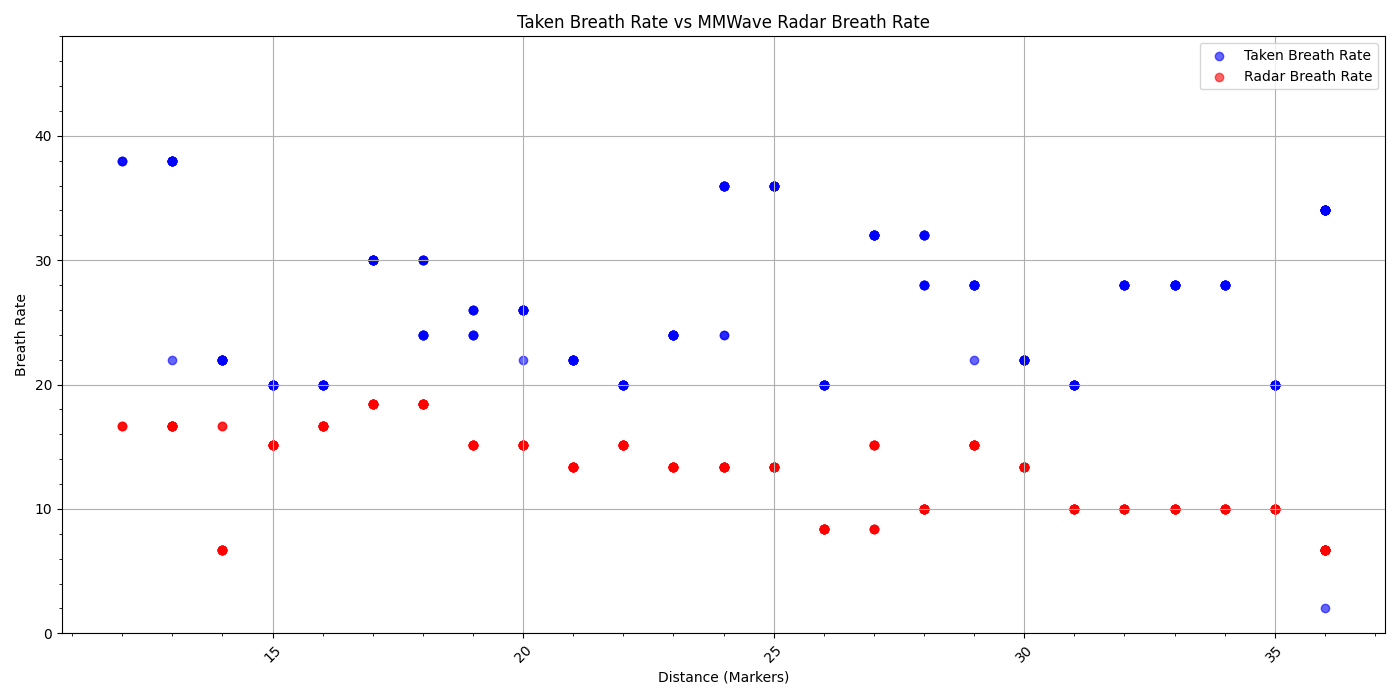 Taken Breath Rate vs MMWave Radar Breath Rate
Taken Breath Rate
Radar Breath Rate
Breath Rate
40
30
20
10
0
15
20
25
30
35
Distance (Markers)